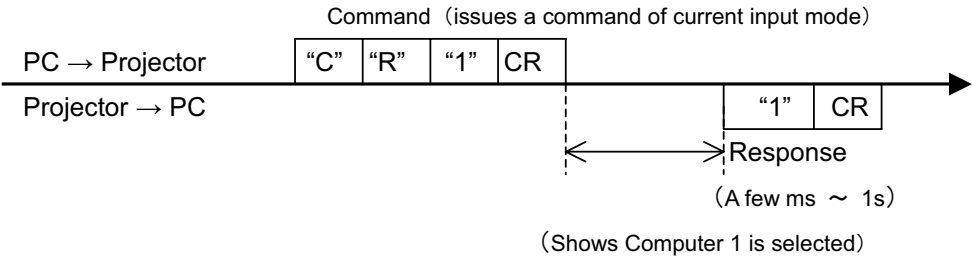 Command（issues a command of current input mode）
PC → Projector “C” “R” “1” CR
Projector → PC “1” CR
Response
（A few ms ～ 1s）
（Shows Computer 1 is selected）